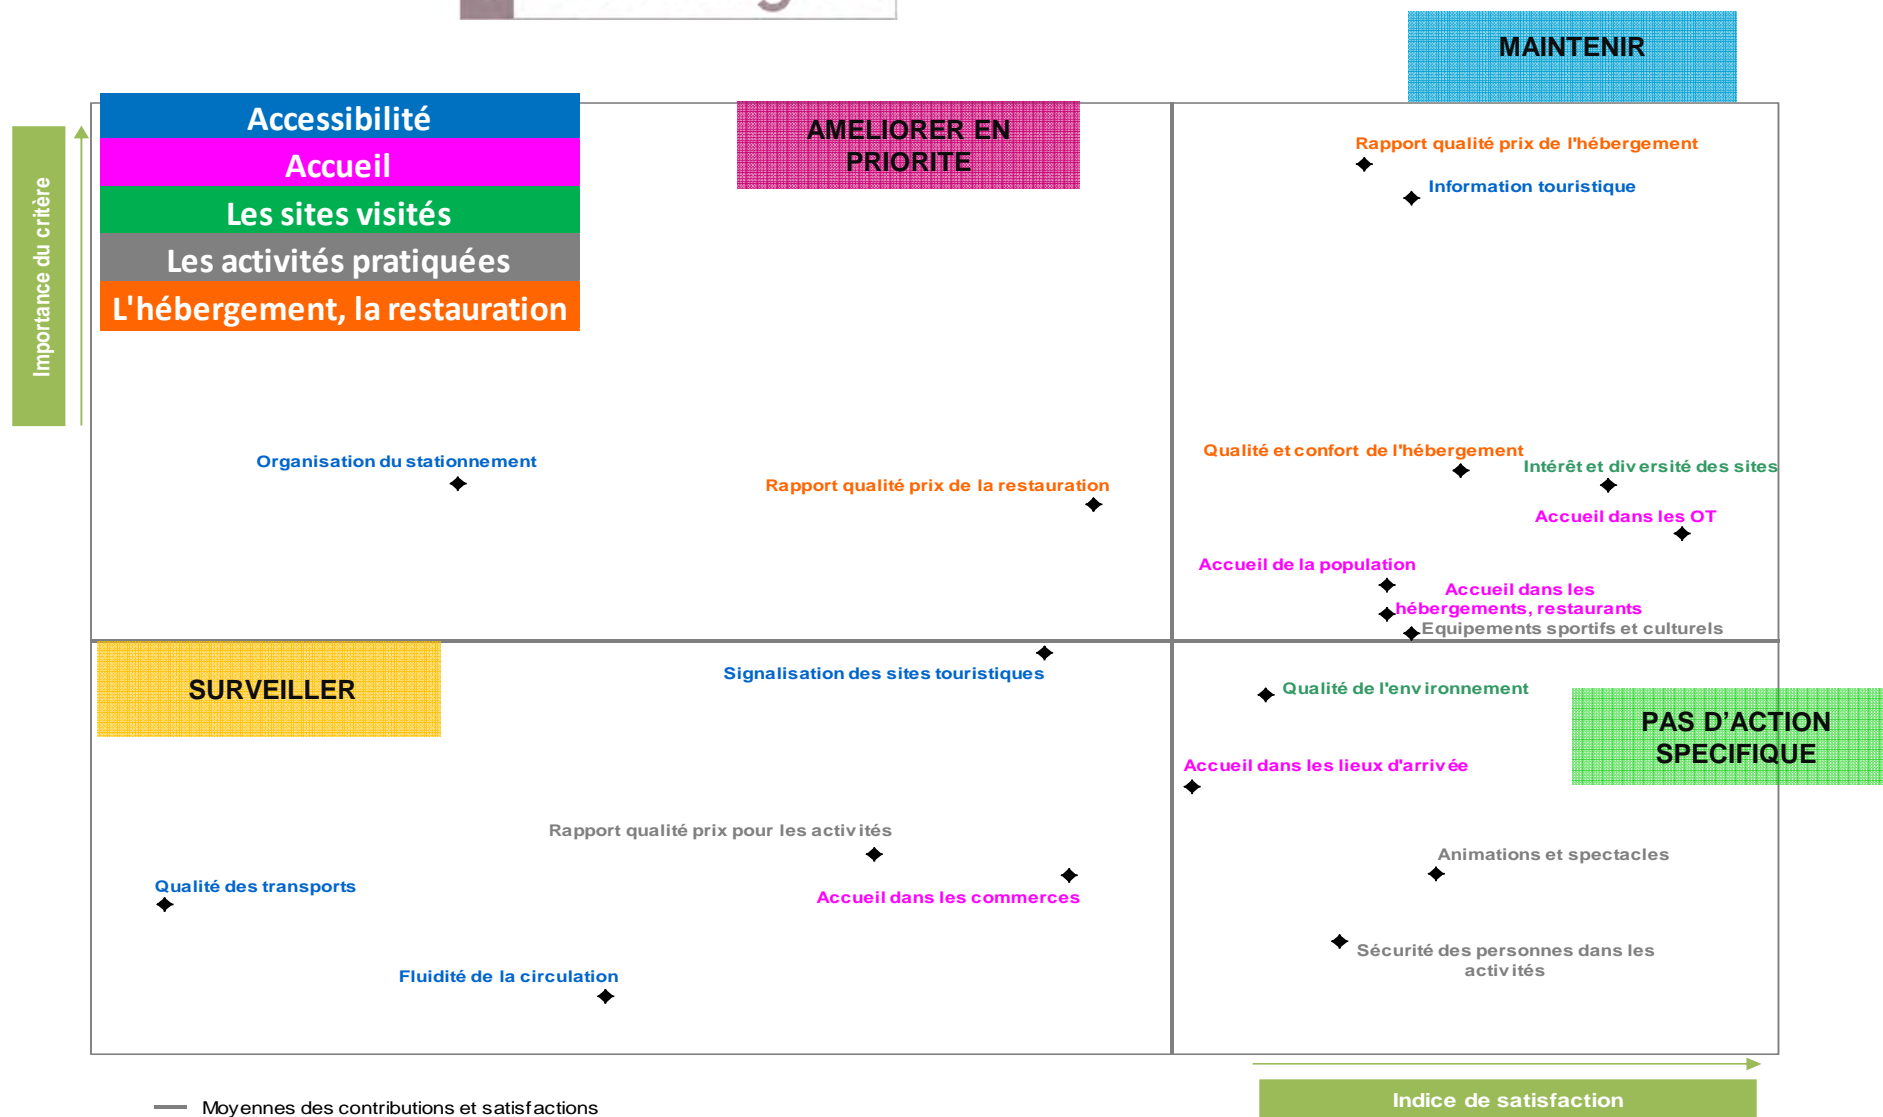 MAINTENIR
Accessibilité
Accueil
Les sites visités
Les activités pratiquées
L'hébergement, la restauration
AMELIORER EN
PRIORITE
Importance du critère
Rapport qualité prix de l'hébergement
Information touristique
Organisation du stationnement
Rapport qualité prix de la restauration
Qualité et confort de l'hébergement
Intérêt et diversité des sites
Accueil dans les OT
Accueil de la population
Accueil dans les
hébergements, restaurants
Equipements sportifs et culturels
SURVEILLER
Signalisation des sites touristiques
Qualité de l'environnement
PAS D’ACTION
SPECIFIQUE
Accueil dans les lieux d'arrivée
Rapport qualité prix pour les activités
Animations et spectacles
Qualité des transports
Accueil dans les commerces
Sécurité des personnes dans les
activités
Fluidité de la circulation
Moyennes des contributions et satisfactions
Indice de satisfaction